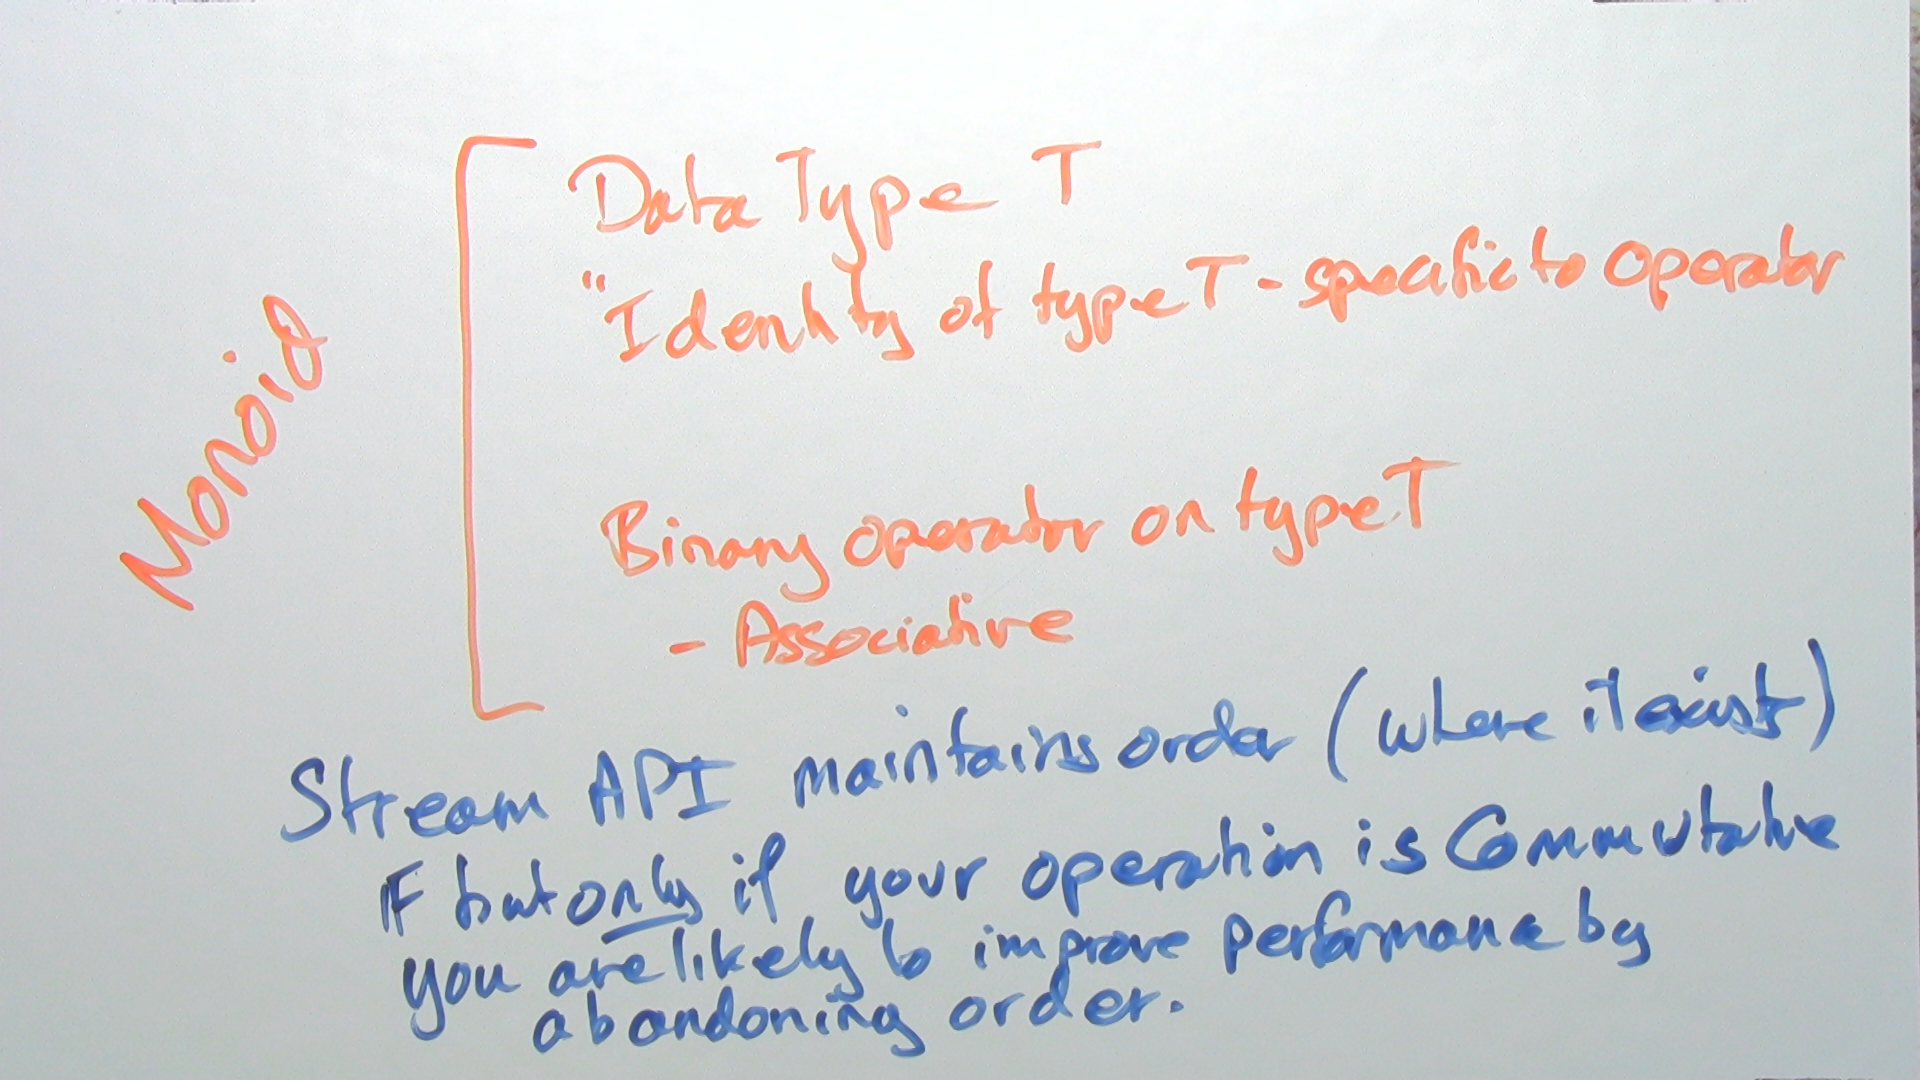 Monoid
Data Type T
"Identity of type T - specific to operator
Binary operator on type T
- Associative
Stream API maintains order (where it exists)
IF but only if your operation is Commutative
you are likely to improve performance by
abandoning order.